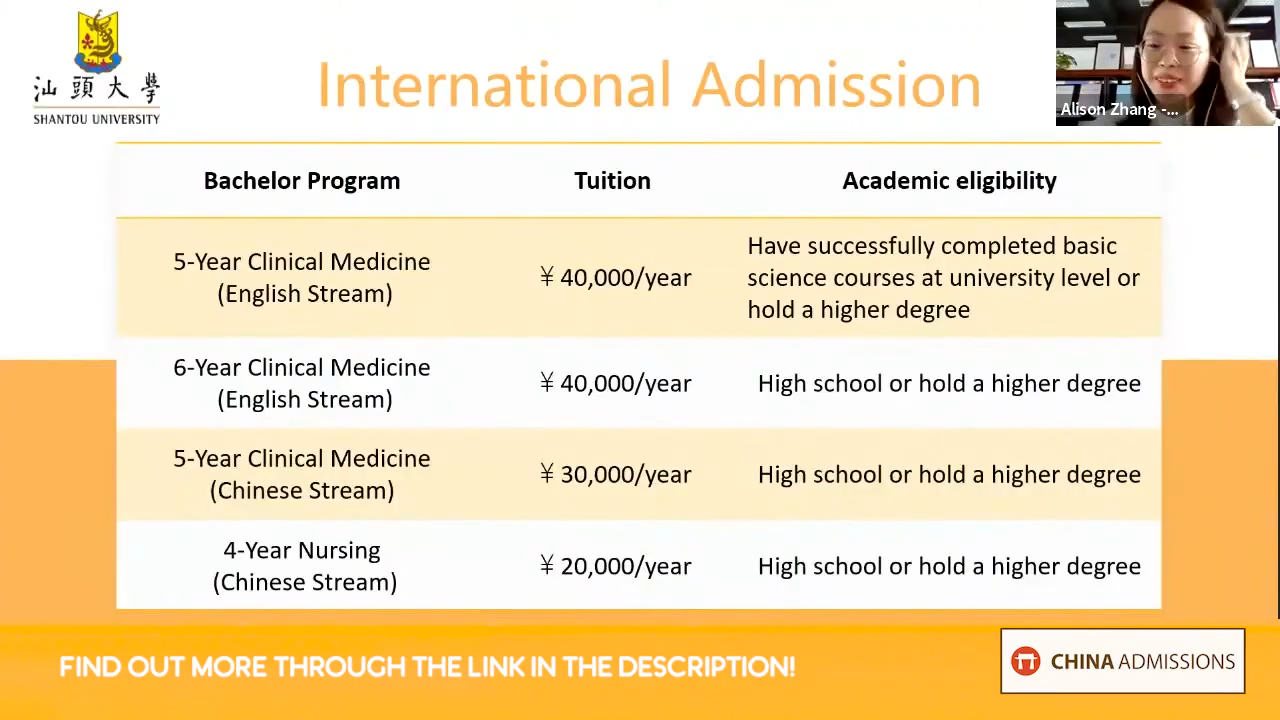 汕頭大學
SHANTOU UNIVERSITY
International Admission
Alison Zhang -...
Bachelor Program Tuition Academic eligibility
5-Year Clinical Medicine
(English Stream)
¥ 40,000/year
Have successfully completed basic
science courses at university level or
hold a higher degree
6-Year Clinical Medicine
(English Stream)
¥ 40,000/year
High school or hold a higher degree
5-Year Clinical Medicine
(Chinese Stream)
¥ 30,000/year
High school or hold a higher degree
4-Year Nursing
(Chinese Stream)
¥ 20,000/year
High school or hold a higher degree
FIND OUT MORE THROUGH THE LINK IN THE DESCRIPTION!
CHINA ADMISSIONS